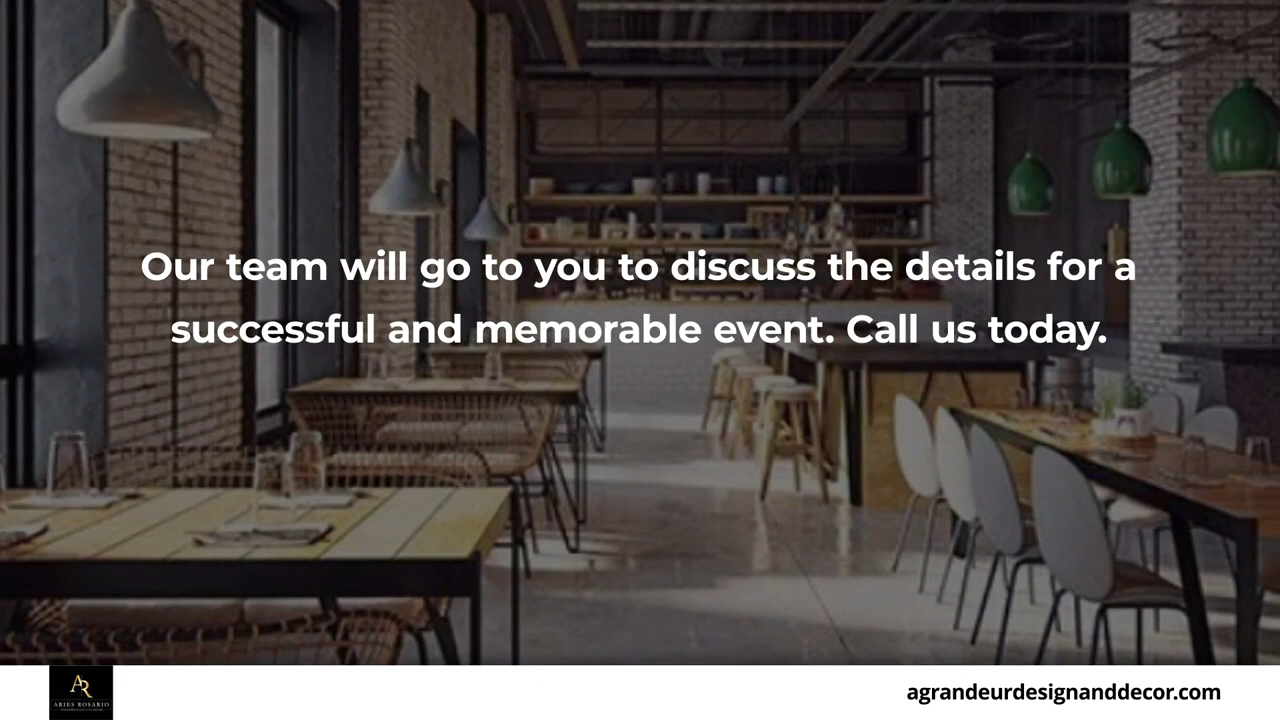 Our team will go to you to discuss the details for a
successful and memorable event. Call us today.
AR
ARIES ROSARIO
agrandeurdesignanddecor.com